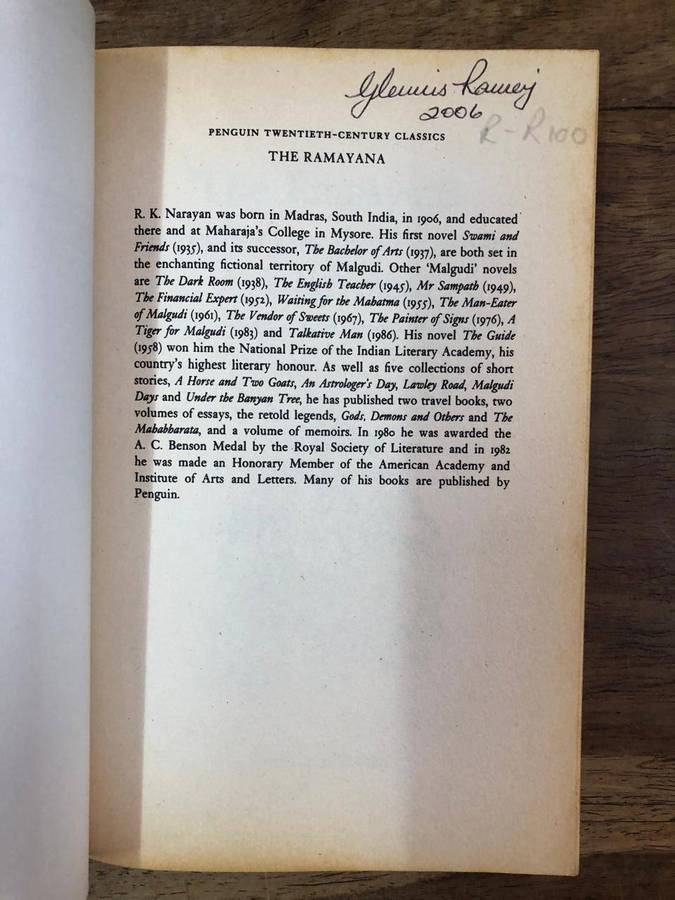 Glennis Ramey
2006
R-R100
PENGUIN TWENTIETH-CENTURY CLASSICS
THE RAMAYANA
R. K. Narayan was born in Madras, South India, in 1906, and educated
there and at Maharaja's College in Mysore. His first novel Swami and
Friends (1935), and its successor, The Bachelor of Arts (1937), are both set in
the enchanting fictional territory of Malgudi. Other ‘Malgudi’ novels
are The Dark Room (1938), The English Teacher (1945), Mr Sampath (1949),
The Financial Expert (1952), Waiting for the Mahatma (1955), The Man-Eater
of Malgudi (1961), The Vendor of Sweets (1967), The Painter of Signs (1976), A
Tiger for Malgudi (1983) and Talkative Man (1986). His novel The Guide
(1958) won him the National Prize of the Indian Literary Academy, his
country's highest literary honour. As well as five collections of short
stories, A Horse and Two Goats, An Astrologer's Day, Lawley Road, Malgudi
Days and Under the Banyan Tree, he has published two travel books, two
volumes of essays, the retold legends, Gods, Demons and Others and The
Mahabharata, and a volume of memoirs. In 1980 he was awarded the
A. C. Benson Medal by the Royal Society of Literature and in 1982
he was made an Honorary Member of the American Academy and
Institute of Arts and Letters. Many of his books are published by
Penguin.